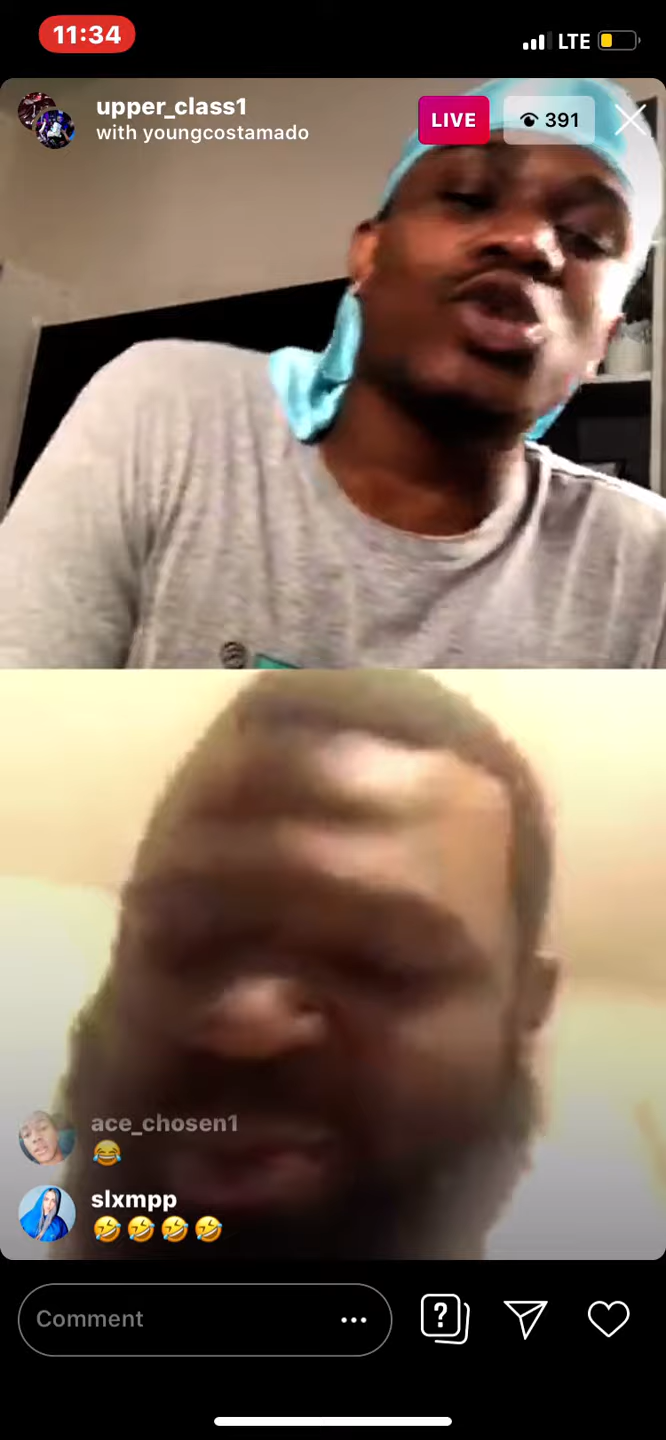 11:34
LTE
upper_class1
with youngcostamado
LIVE
391
ace_chosen1
😂
slxmpp
🤣🤣🤣🤣
Comment